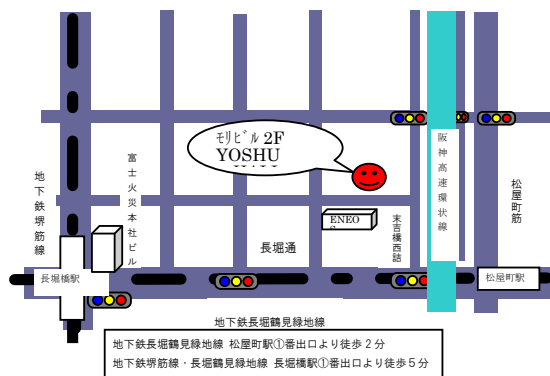 モリビル 2F
YOSHU
阪神高速環状線
松屋町筋
富士火災本社ビル
地下鉄堺筋線
ENEO
末吉橋西詰
長堀通
長堀橋駅
松屋町駅
地下鉄長堀鶴見緑地線
地下鉄長堀鶴見緑地線 松屋町駅①番出口より徒歩2分
地下鉄堺筋線・長堀鶴見緑地線 長堀橋駅①番出口より徒歩5分